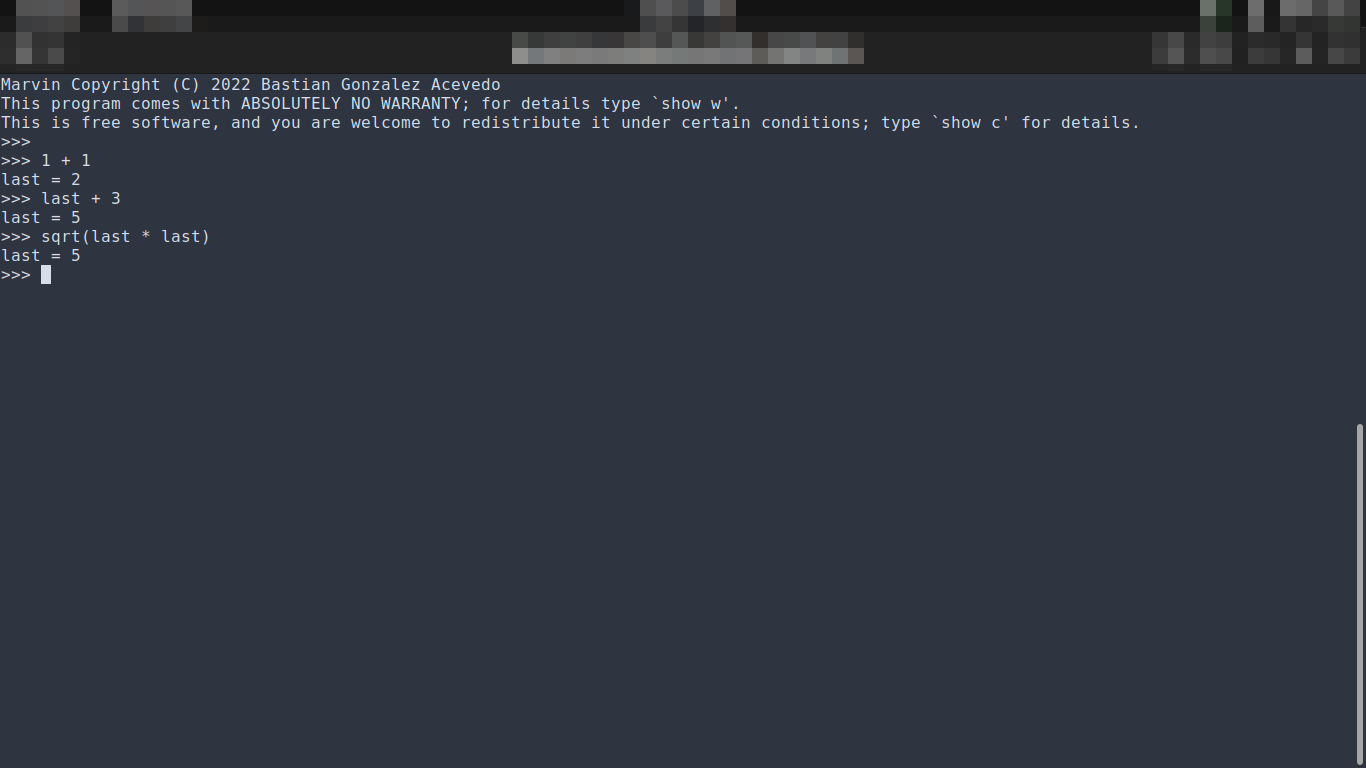 Marvin Copyright (C) 2022 Bastian Gonzalez Acevedo
This program comes with ABSOLUTELY NO WARRANTY; for details type `show w'.
This is free software, and you are welcome to redistribute it under certain conditions; type `show c' for details.
>>>
>>> 1 + 1
last = 2
>>> last + 3
last = 5
>>> sqrt(last * last)
last = 5
>>>